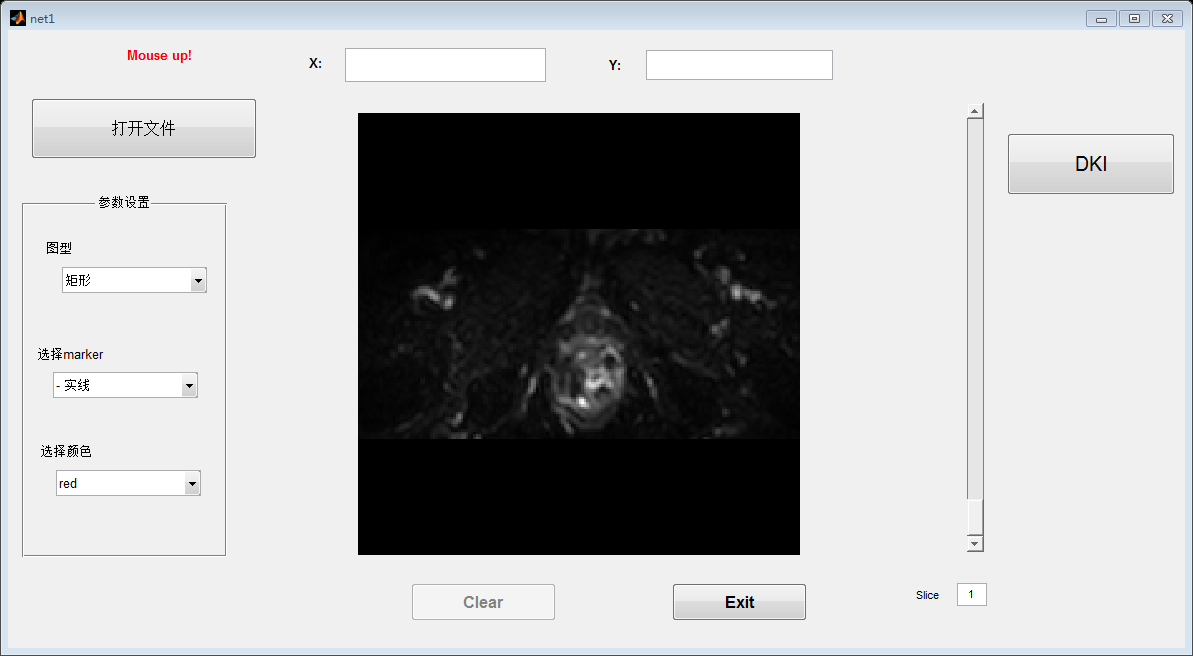 net1
Mouse up!
X:
Y:
打开文件
DKI
参数设置
图型
矩形
选择marker
- 实线
选择颜色
red
Clear
Exit
Slice
1